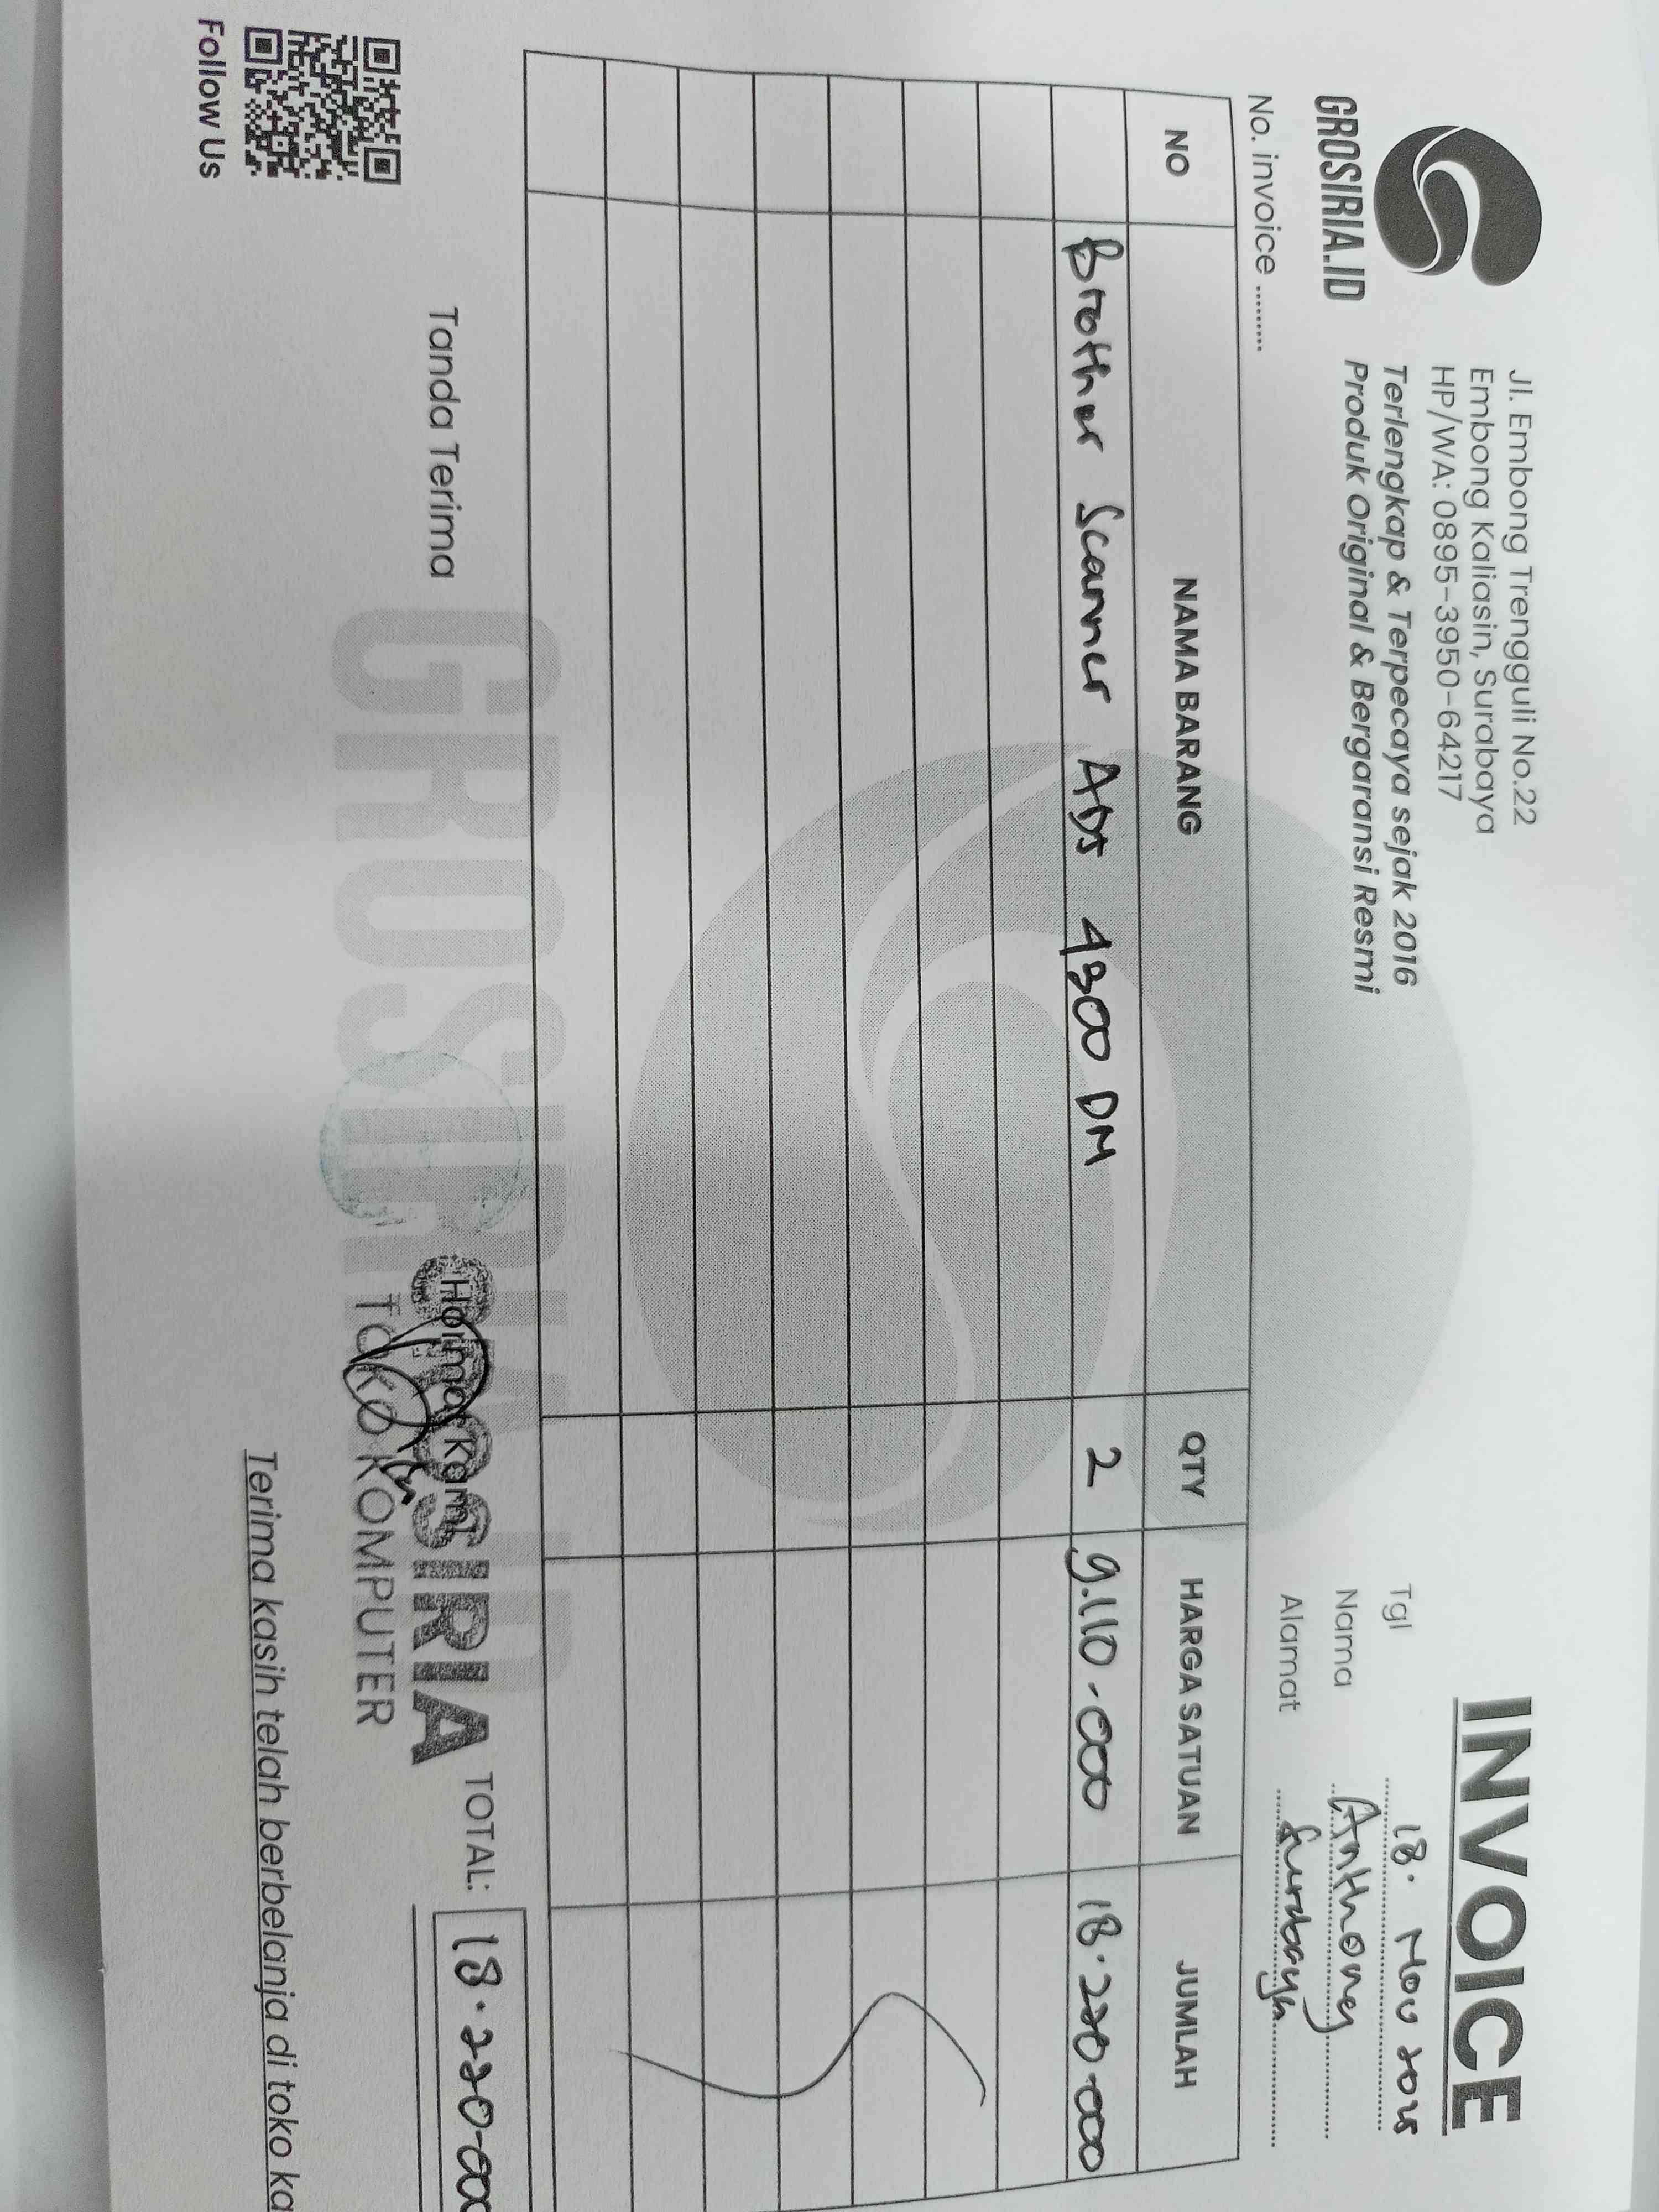 GROSIRIA.ID
Jl. Embong Trengguli No.22
Embong Kaliasin, Surabaya
HP/WA: 0895-3950-64217
Terlengkap & Terpecaya sejak 2016
Produk Original & Bergaransi Resmi
INVOICE
Tgl 18. Nov 2025
Nama Anthony
Alamat Surabaya
No. invoice .........
NO NAMA BARANG QTY HARGA SATUAN JUMLAH
Brother Scanner ADS 4300 DN 2 9.110.000 18.220.000
Tanda Terima
Hormat Kami
TOTAL: 18.220.000
GROSIRIA
TOKO KOMPUTER
GROSIRIA.ID
Follow Us
Terima kasih telah berbelanja di toko ka